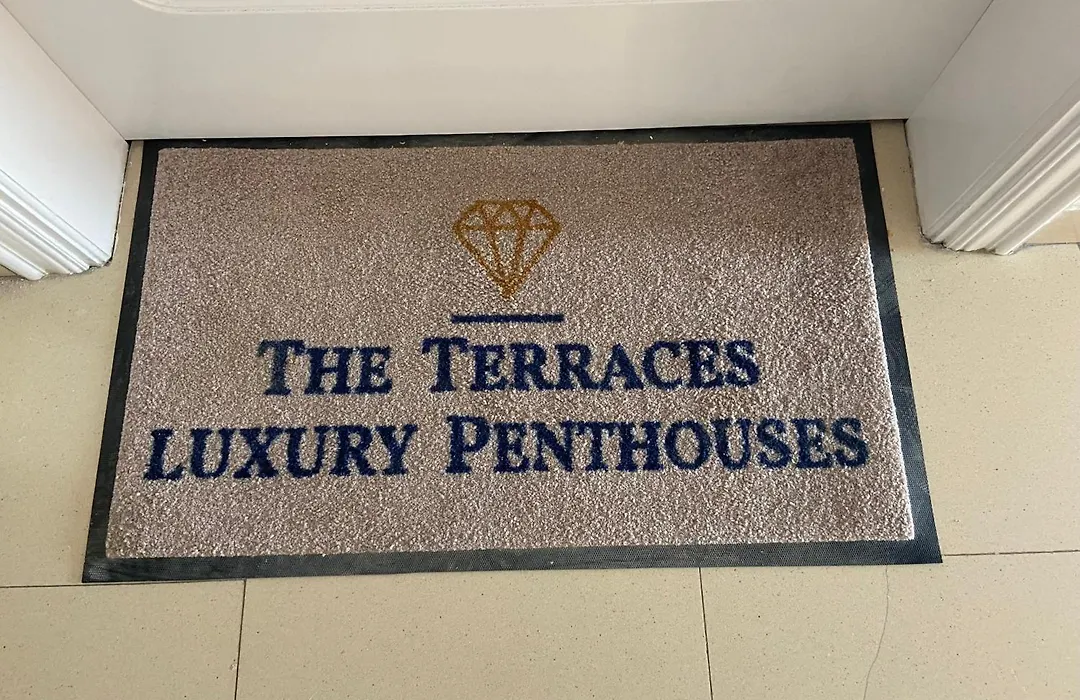 THE TERRACES
LUXURY PENTHOUSES